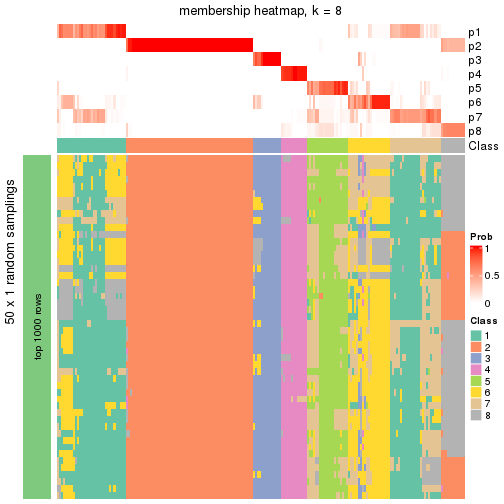 membership heatmap, k = 8
p1
p2
p3
p4
p5
p6
p7
p8
Class
50 x 1 random samplings
top 1000 rows
Prob
1
0.5
0
Class
1
2
3
4
5
6
7
8